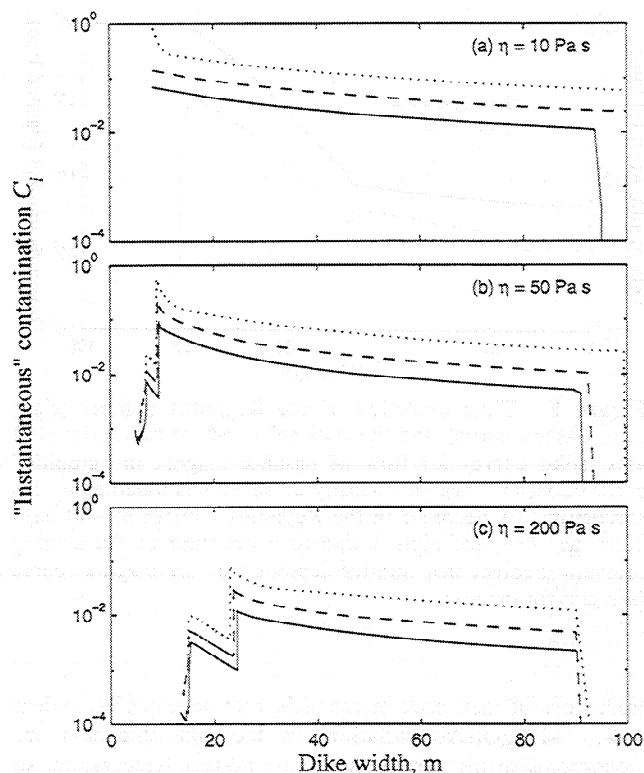 (a) η = 10 Pa s
10⁰
10⁻²
10⁻⁴
(b) η = 50 Pa s
10⁰
10⁻²
10⁻⁴
(c) η = 200 Pa s
10⁰
10⁻²
10⁻⁴
0 20 40 60 80 100
Dike width, m
"Instantaneous" contamination C_l